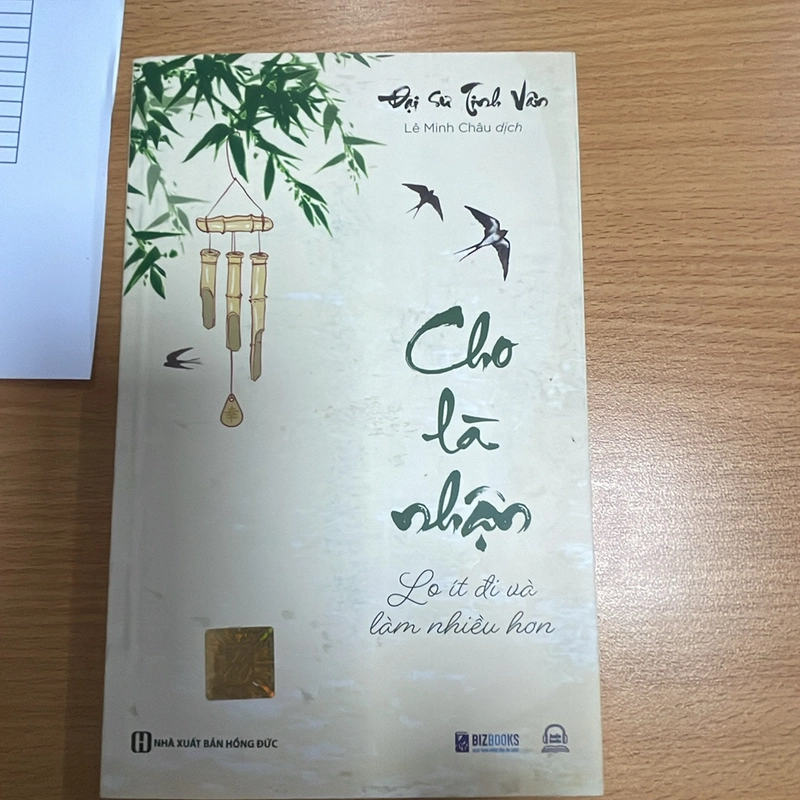 Đại Sư Tinh Vân
Lê Minh Châu dịch
Cho
là
nhận
Lo ít đi và
làm nhiều hơn
NHÀ XUẤT BẢN HỒNG ĐỨC
BIZBOOKS